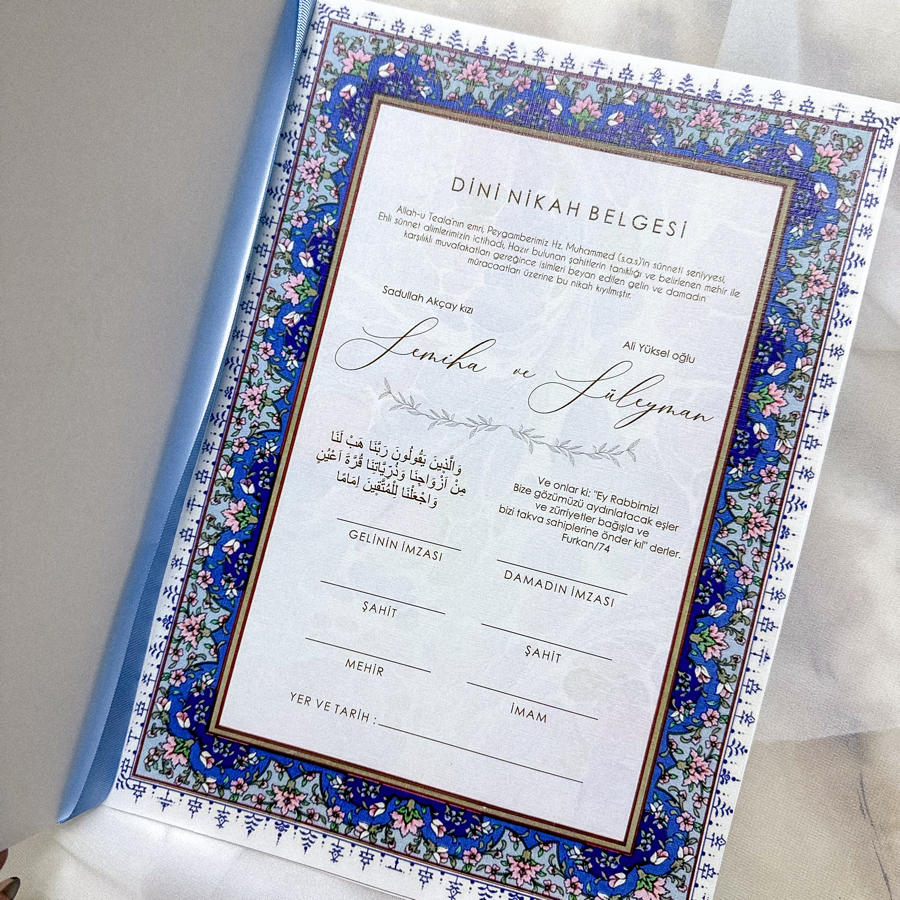 DİNİ NİKAH BELGESİ
Allah-u Teala'nın emri, Peygamberimiz Hz. Muhammed (s.a.s)'in sünneti seniyyesi,
Ehli sünnet alimlerimizin ictihadı, Hazır bulunan şahitlerin tanıklığı ve belirlenen mehir ile
karşılıklı muvafakatları gereğince isimleri beyan edilen gelin ve damadın
müracaatları üzerine bu nikah kıyılmıştır.
Sadullah Akçay kızı
Ali Yüksel oğlu
Semiha ve Süleyman
وَالَّذٖينَ يَقُولُونَ رَبَّنَا هَبْ لَنَا
مِنْ اَزْوَاجِنَا وَذُرِّيَّاتِنَا قُرَّةَ اَعْيُنٍ
وَاجْعَلْنَا لِلْمُتَّقٖينَ اِمَامًا
Ve onlar ki: "Ey Rabbimiz!
Bize gözümüzü aydınlatacak eşler
ve zürriyetler bağışla ve
bizi takva sahiplerine önder kıl" derler.
Furkan/74
GELİNİN İMZASI
DAMADIN İMZASI
ŞAHİT
ŞAHİT
MEHİR
İMAM
YER VE TARİH :